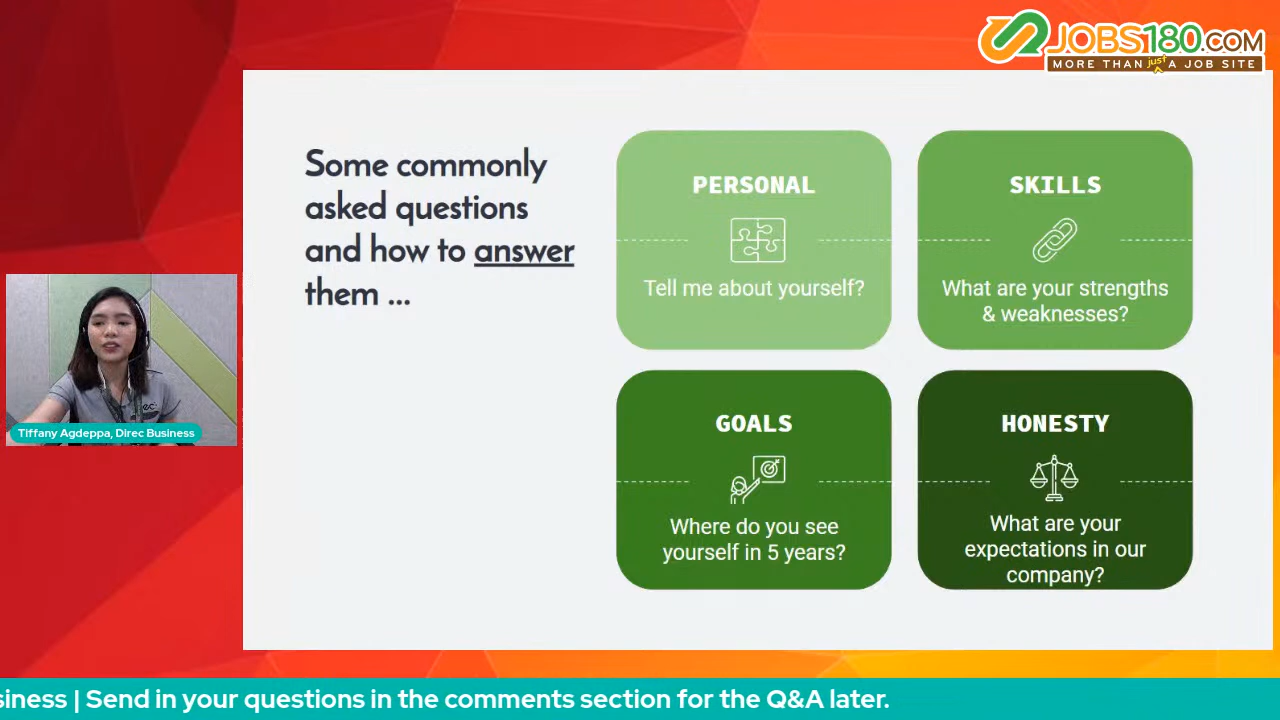 JOBS180.COM
MORE THAN just A JOB SITE
Some commonly
asked questions
and how to answer
them ...
PERSONAL
Tell me about yourself?
SKILLS
What are your strengths
& weaknesses?
GOALS
Where do you see
yourself in 5 years?
HONESTY
What are your
expectations in our
company?
Tiffany Agdeppa, Direc Business
siness | Send in your questions in the comments section for the Q&A later.